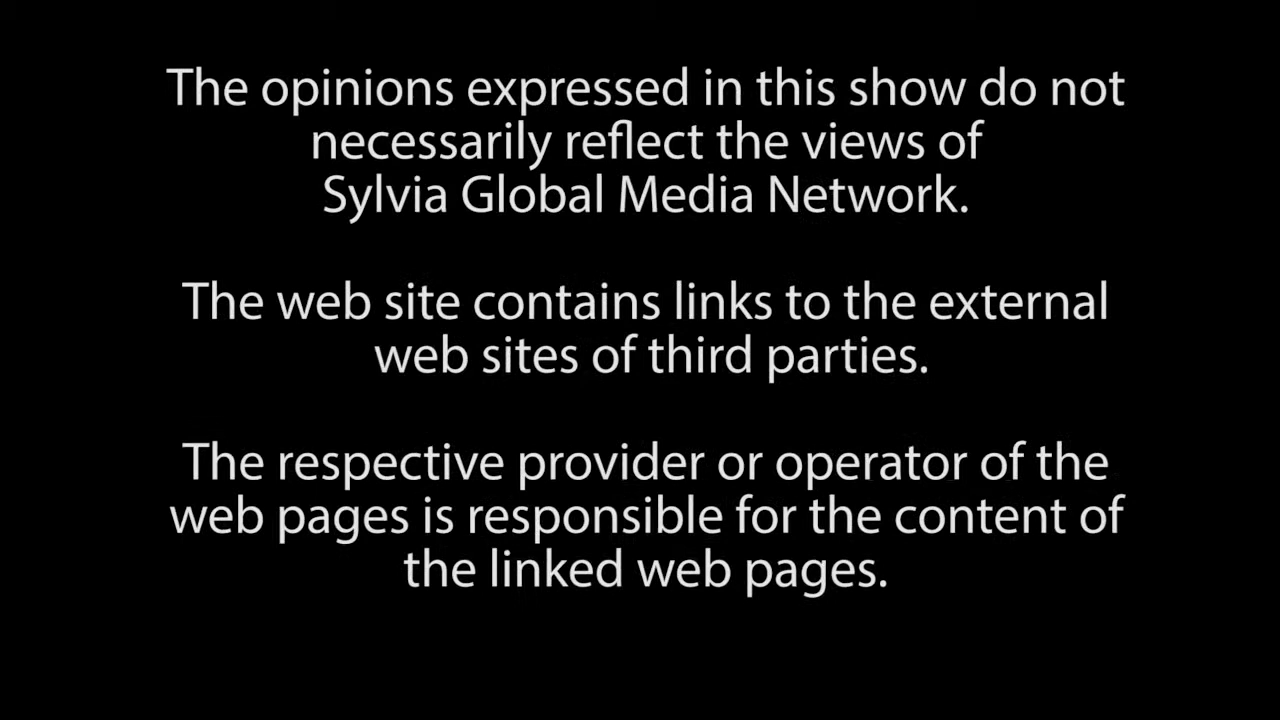 The opinions expressed in this show do not
necessarily reflect the views of
Sylvia Global Media Network.
The web site contains links to the external
web sites of third parties.
The respective provider or operator of the
web pages is responsible for the content of
the linked web pages.